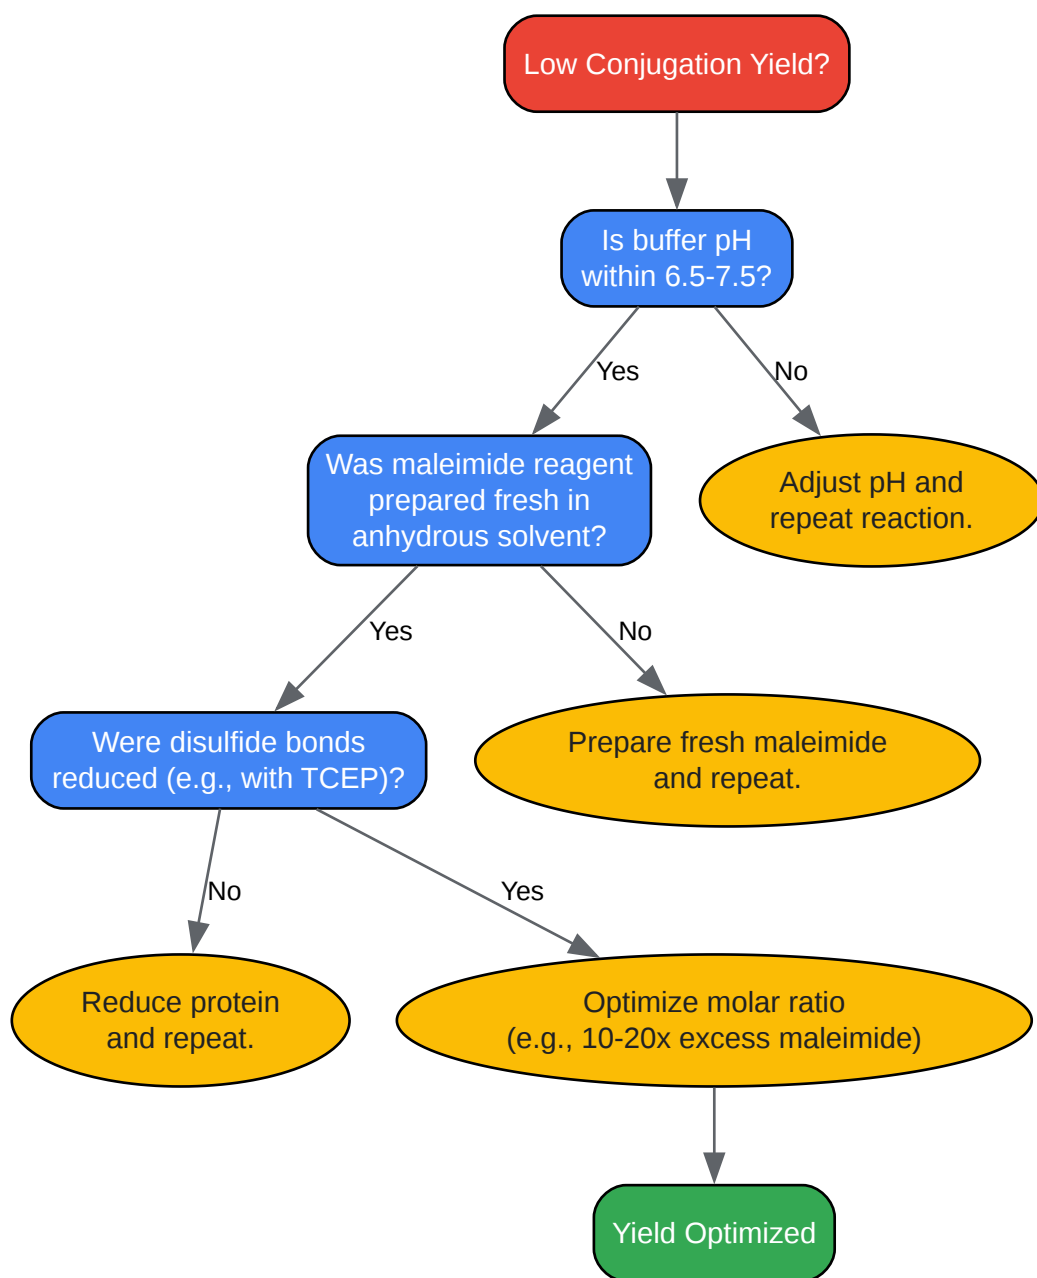 Low Conjugation Yield?
Is buffer pH
within 6.5-7.5?
Yes
No
Was maleimide reagent
prepared fresh in
anhydrous solvent?
Adjust pH and
repeat reaction.
Yes
No
Were disulfide bonds
reduced (e.g., with TCEP)?
Prepare fresh maleimide
and repeat.
No
Yes
Reduce protein
and repeat.
Optimize molar ratio
(e.g., 10-20x excess maleimide)
Yield Optimized